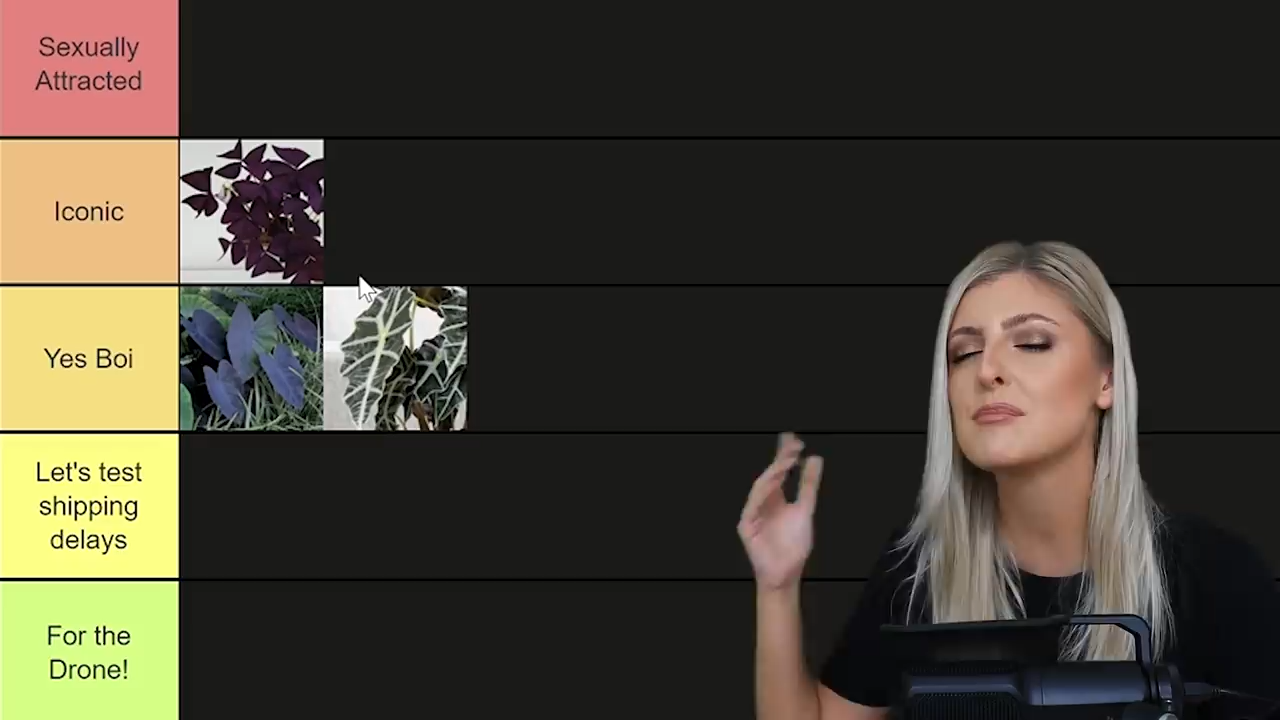 Sexually
Attracted
Iconic
Yes Boi
Let's test
shipping
delays
For the
Drone!